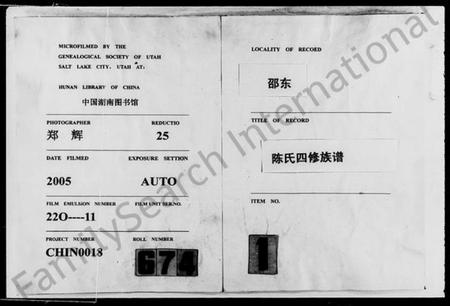 MICROFILMED BY THE
GENEALOGICAL SOCIETY OF UTAH
SALT LAKE CITY, UTAH AT:
HUNAN LIBRARY OF CHINA
中国湖南图书馆
PHOTOGRAPHER REDUCTIO
郑 辉 25
DATE FILMED EXPOSURE SETTION
2005 AUTO
FILM EMULSION NUMBER FILM UNIT SER.NO.
22O----11
PROJECT NUMBER ROLL NUMBER
CHIN0018 674
LOCALITY OF RECORD
邵东
TITLE OF RECORD
陈氏四修族谱
ITEM NO.
1
FamilySearch International